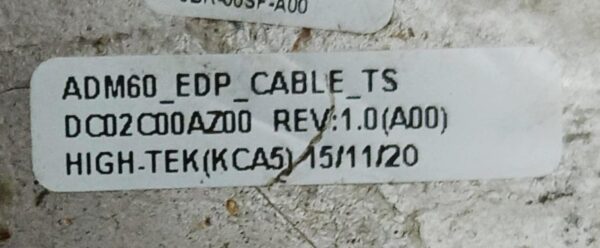 ADM60_EDP_CABLE_TS
DC02C00AZ00 REV:1.0(A00)
HIGH-TEK(KCA5) 15/11/20